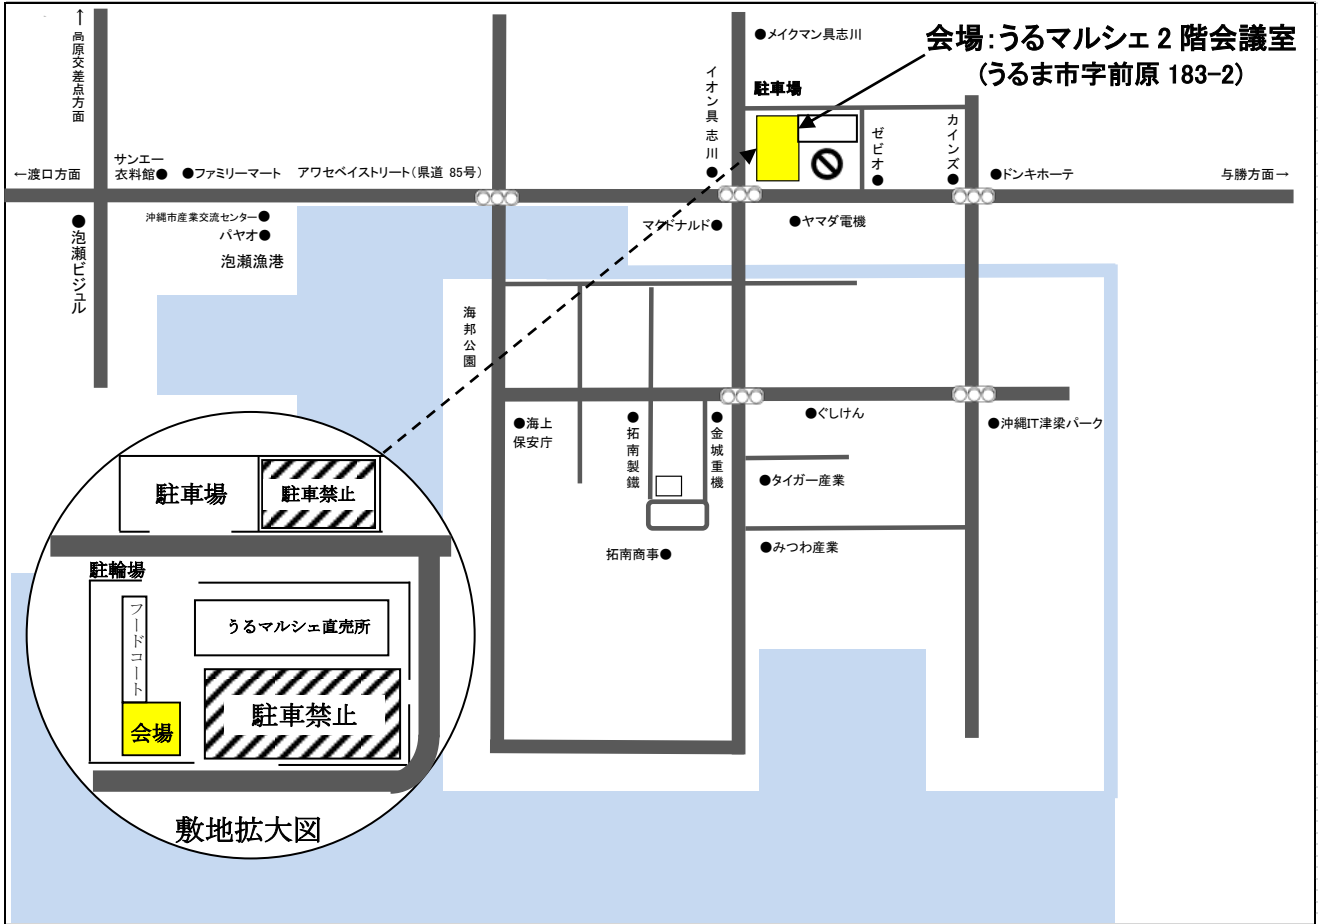 ↑高原交差点方面
●メイクマン具志川
会場:うるマルシェ2階会議室
(うるま市字前原 183-2)
駐車場
イオン具志川●
ゼビオ●
カインズ●
←渡口方面
サンエー
衣料館●
●ファミリーマート
アワセベイストリート(県道 85号)
●ドンキホーテ
与勝方面→
●泡瀬ビジュル
沖縄市産業交流センター●
パヤオ●
泡瀬漁港
マクドナルド●
●ヤマダ電機
海邦公園
●海上
保安庁
●拓南製鐵
●金城重機
●ぐしけん
●沖縄IT津梁パーク
●タイガー産業
●みつわ産業
拓南商事●
駐車場
駐車禁止
駐輪場
フードコート
うるマルシェ直売所
駐車禁止
会場
敷地拡大図